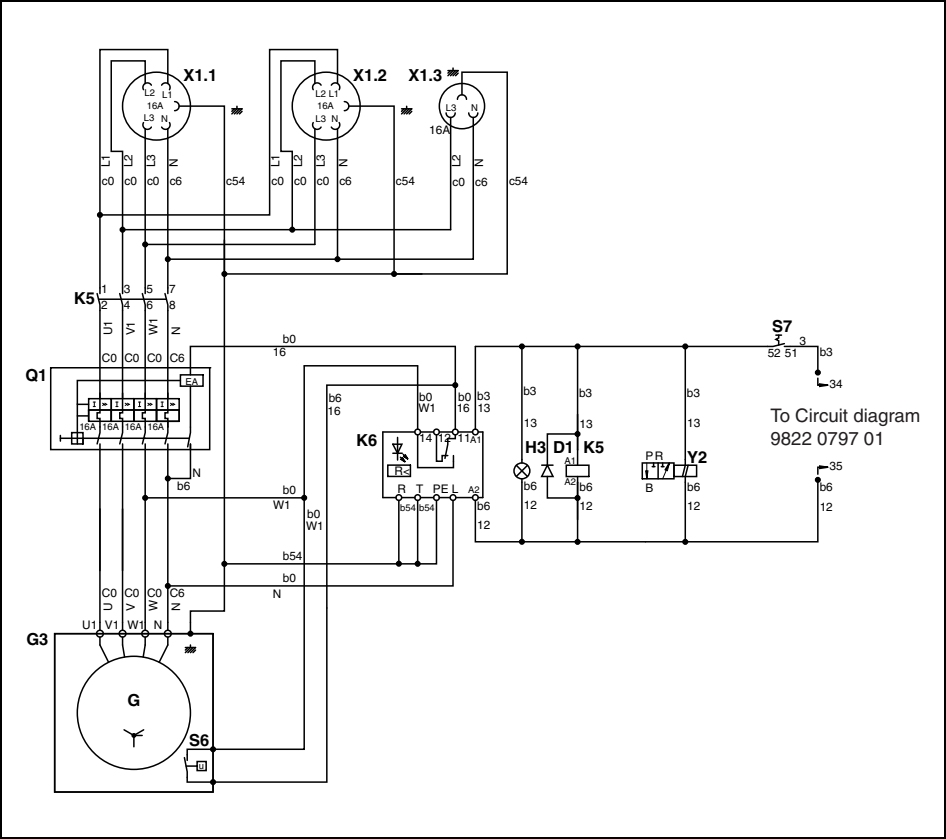 X1.1 X1.2 X1.3
L2 L1 L2 L1
16A 16A L3 N
L3 N L3 N
16A
L1 L2 L3 N L1 L2 L3 N L2 N
c0 c0 c0 c6 c54 c0 c0 c0 c6 c54 c0 c6 c54
1 3 5 7
K5
2 4 6 8
U1 V1 W1 N
C0 C0 C0 C6
b0
16
S7
52 51 3
b3
34
Q1
EA
I » I » I » I »
16A 16A 16A 16A
b6
16
b0
W1
b0
16
b3
13
b3 b3 b3
13 13 13
To Circuit diagram
9822 0797 01
K6
14 12 11 A1
R<
R T PE L A2
b54 b54
b6
12
H3 D1 K5
A1
A2
b6 b6
12 12
P R
B
Y2
b6
12
35
b6
12
N
b6
b0
W1
b0
W1
b54
b0
N
C0 C0 C0 C6
U V W N
U1 V1 W1 N
G3
G
S6
u